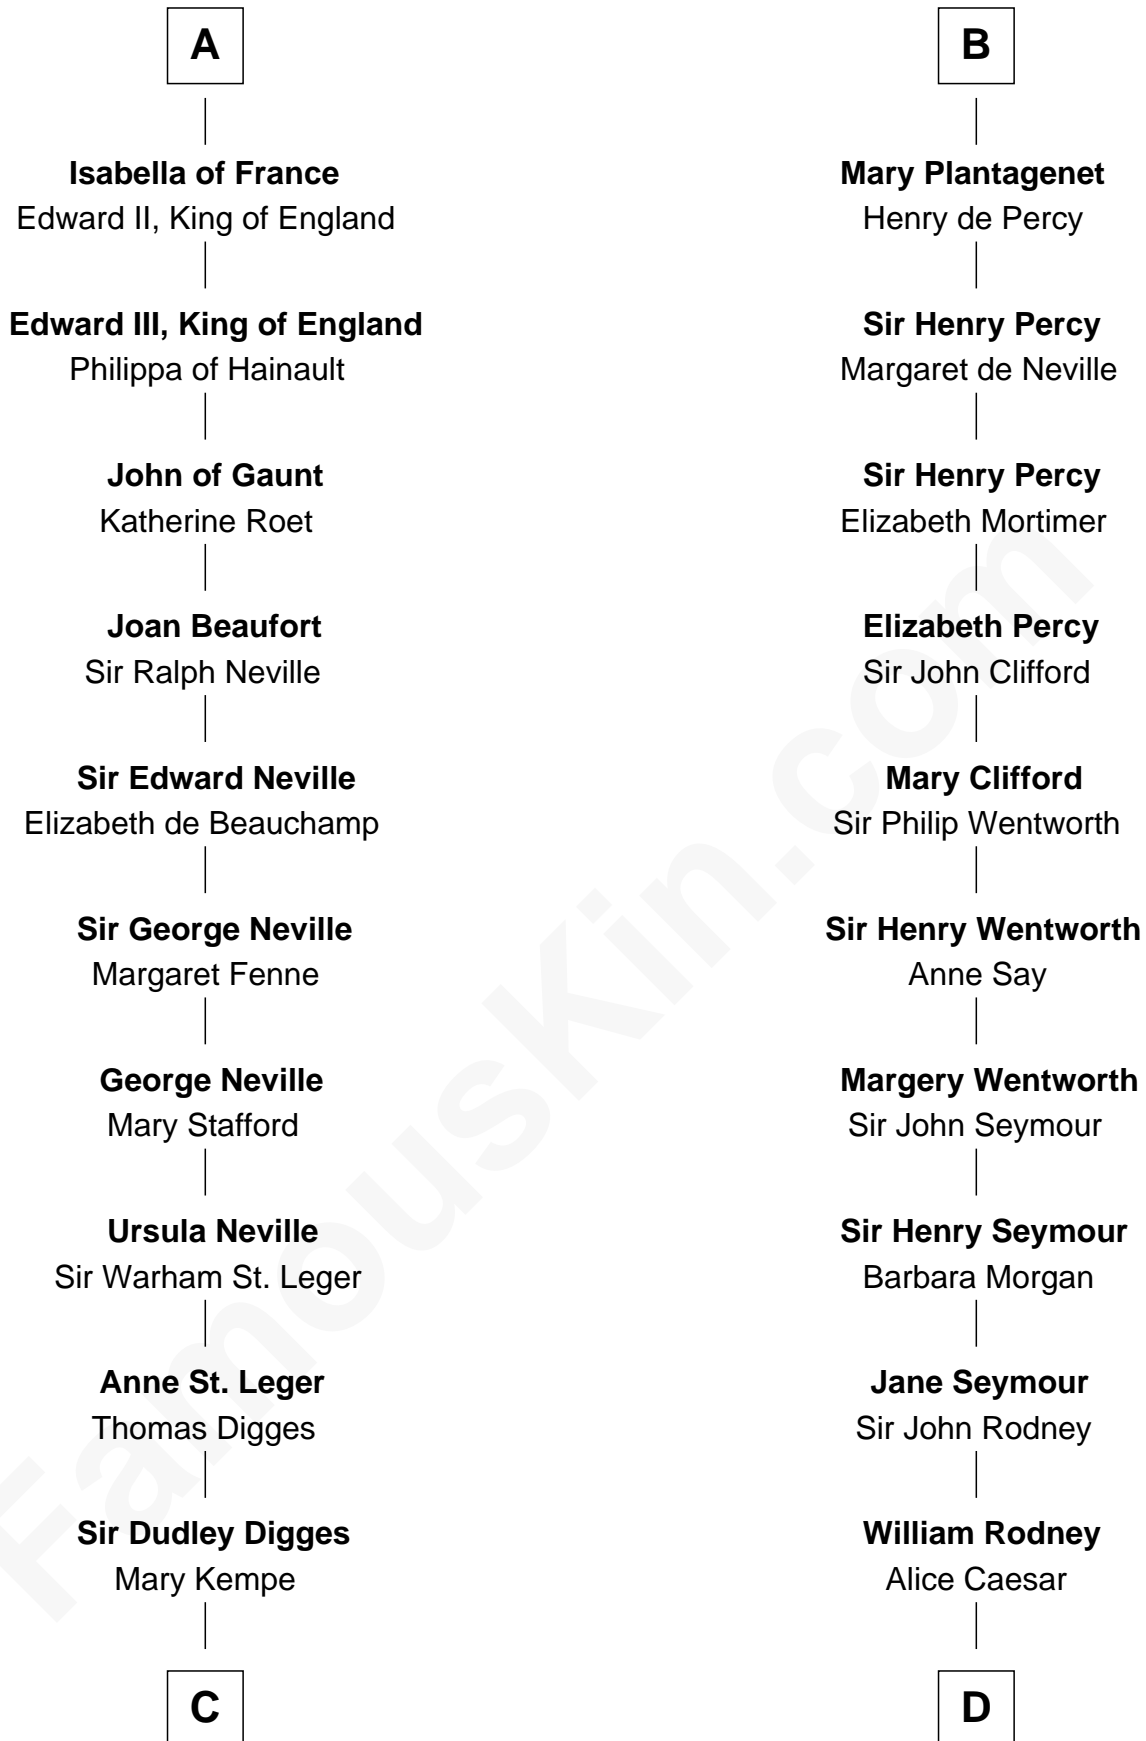 A
Isabella of France
Edward II, King of England
Edward III, King of England
Philippa of Hainault
John of Gaunt
Katherine Roet
Joan Beaufort
Sir Ralph Neville
Sir Edward Neville
Elizabeth de Beauchamp
Sir George Neville
Margaret Fenne
George Neville
Mary Stafford
Ursula Neville
Sir Warham St. Leger
Anne St. Leger
Thomas Digges
Sir Dudley Digges
Mary Kempe
C
B
Mary Plantagenet
Henry de Percy
Sir Henry Percy
Margaret de Neville
Sir Henry Percy
Elizabeth Mortimer
Elizabeth Percy
Sir John Clifford
Mary Clifford
Sir Philip Wentworth
Sir Henry Wentworth
Anne Say
Margery Wentworth
Sir John Seymour
Sir Henry Seymour
Barbara Morgan
Jane Seymour
Sir John Rodney
William Rodney
Alice Caesar
D
FamousKin.com